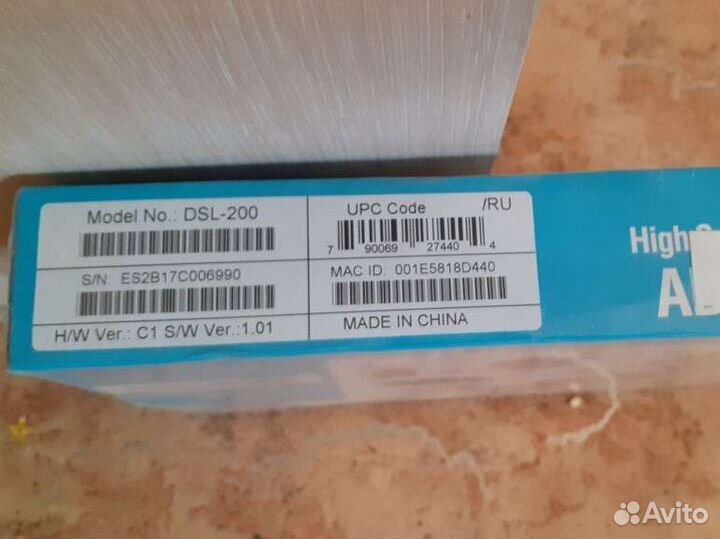 Model No.: DSL-200
S/N: ES2B17C006990
H/W Ver.: C1 S/W Ver.:1.01
UPC Code /RU
7 90069 27440 4
MAC ID: 001E5818D440
MADE IN CHINA
High
Avito